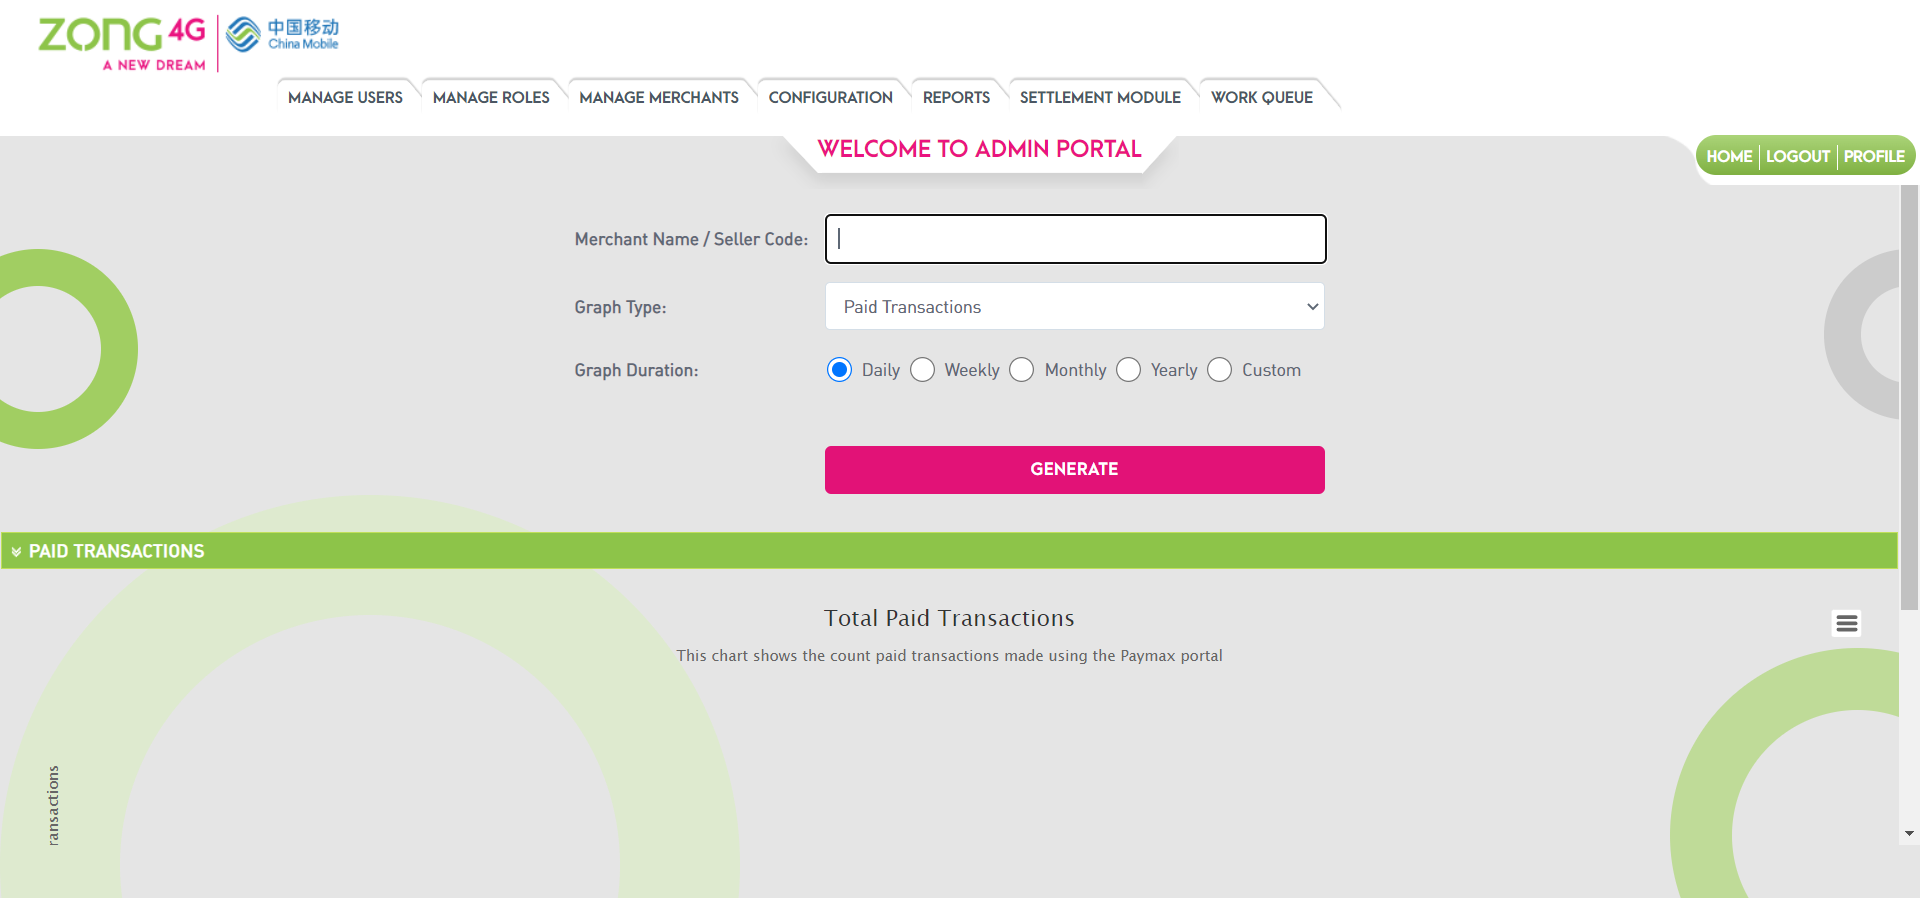 ZONG 4G
A NEW DREAM
中国移动
China Mobile
MANAGE USERS
MANAGE ROLES
MANAGE MERCHANTS
CONFIGURATION
REPORTS
SETTLEMENT MODULE
WORK QUEUE
WELCOME TO ADMIN PORTAL
HOME
LOGOUT
PROFILE
Merchant Name / Seller Code:
Graph Type:
Paid Transactions
Graph Duration:
Daily
Weekly
Monthly
Yearly
Custom
GENERATE
PAID TRANSACTIONS
Total Paid Transactions
This chart shows the count paid transactions made using the Paymax portal
ransactions